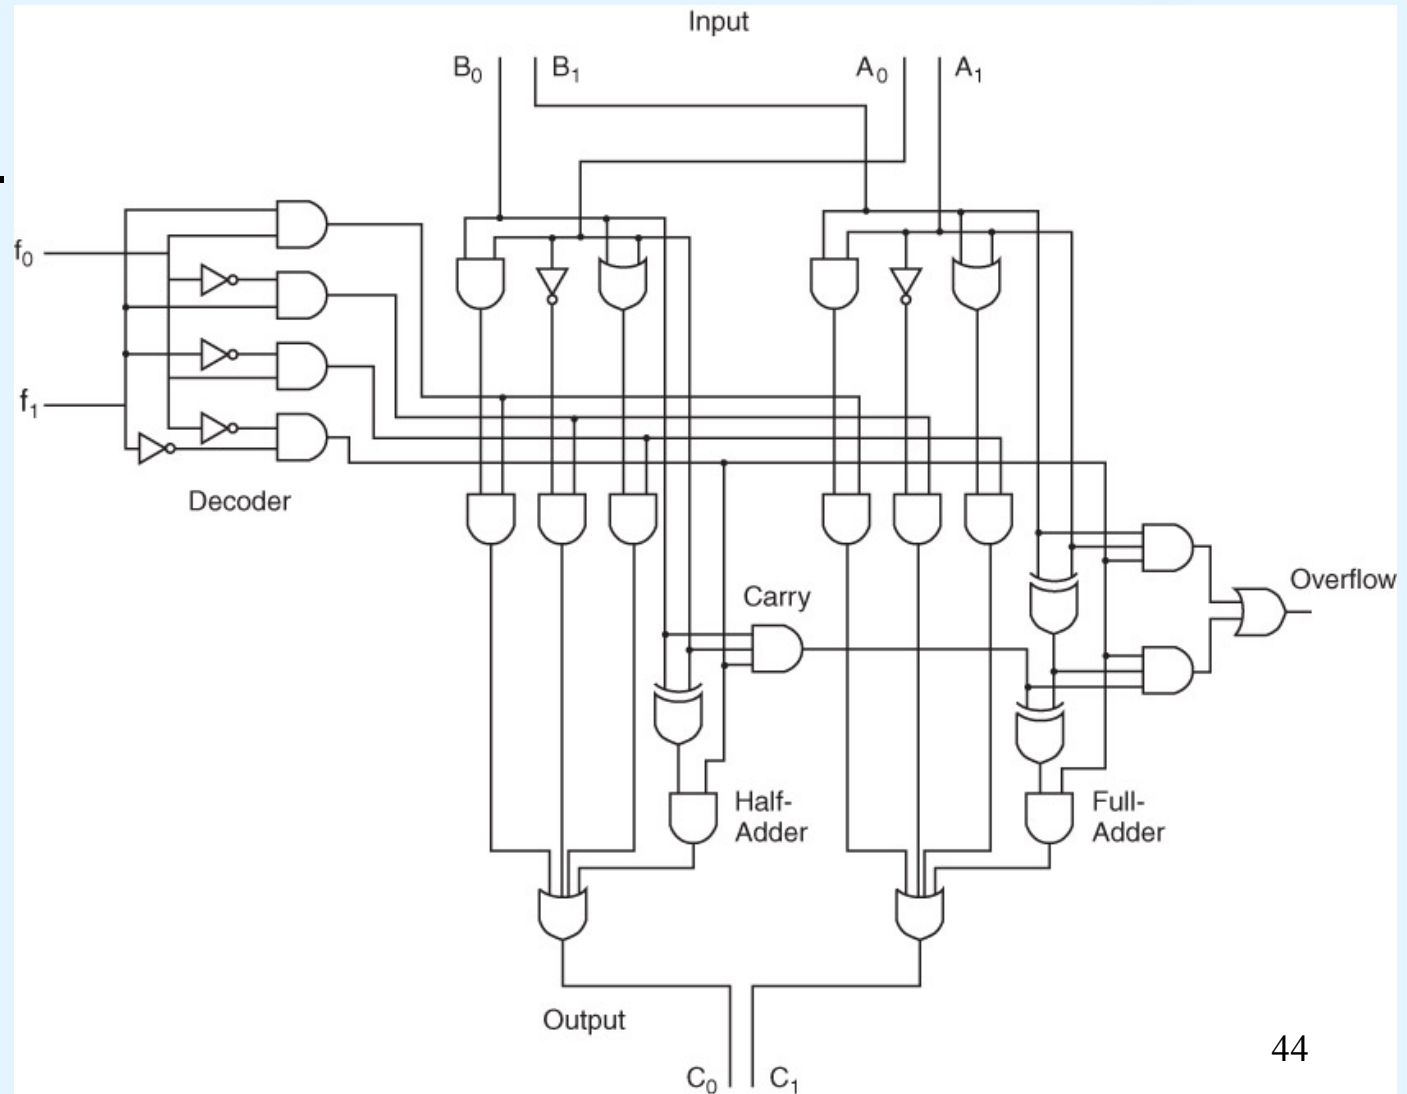 Input
B0 B1 A0 A1
f0
f1
Decoder
Overflow
Carry
Half-
Adder
Full-
Adder
Output
44
C0 C1